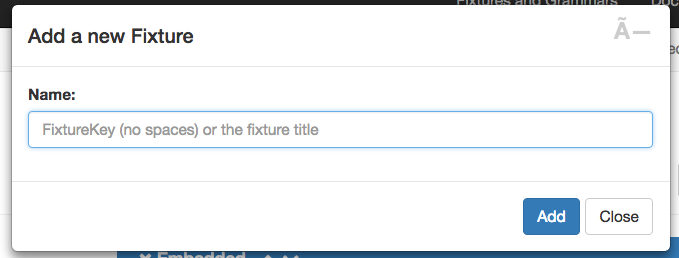 Fixtures and Grammars Doc
Add a new Fixture Ã—
Name:
FixtureKey (no spaces) or the fixture title
Add Close
Embedded